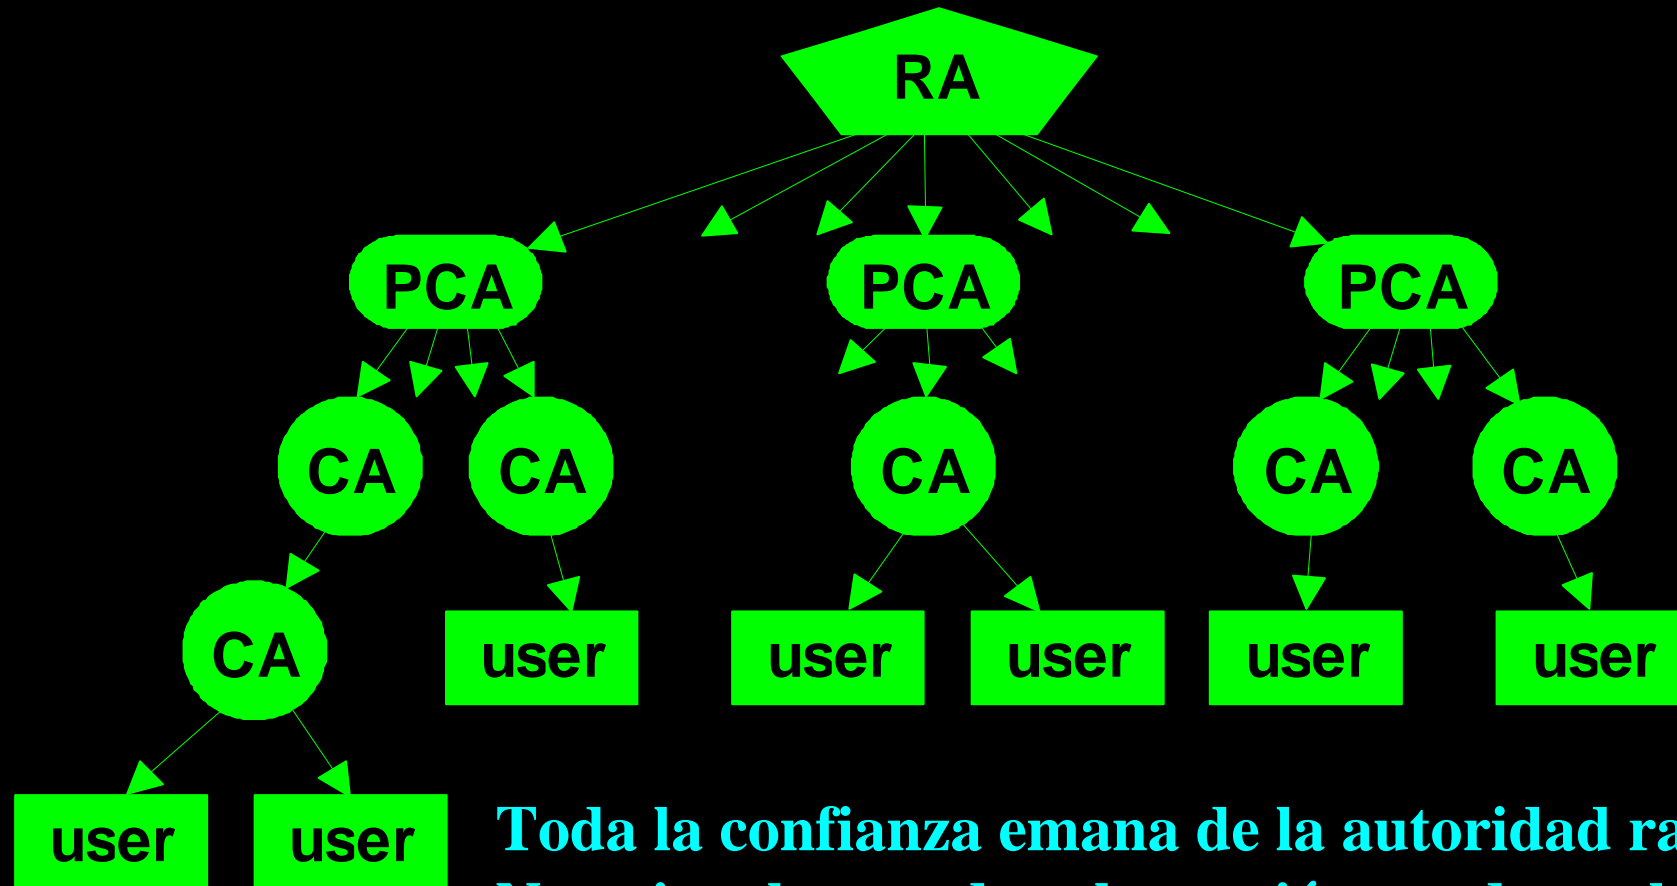 RA
PCA PCA PCA
CA CA CA CA CA
CA user user user user user
user user
Toda la confianza emana de la autoridad